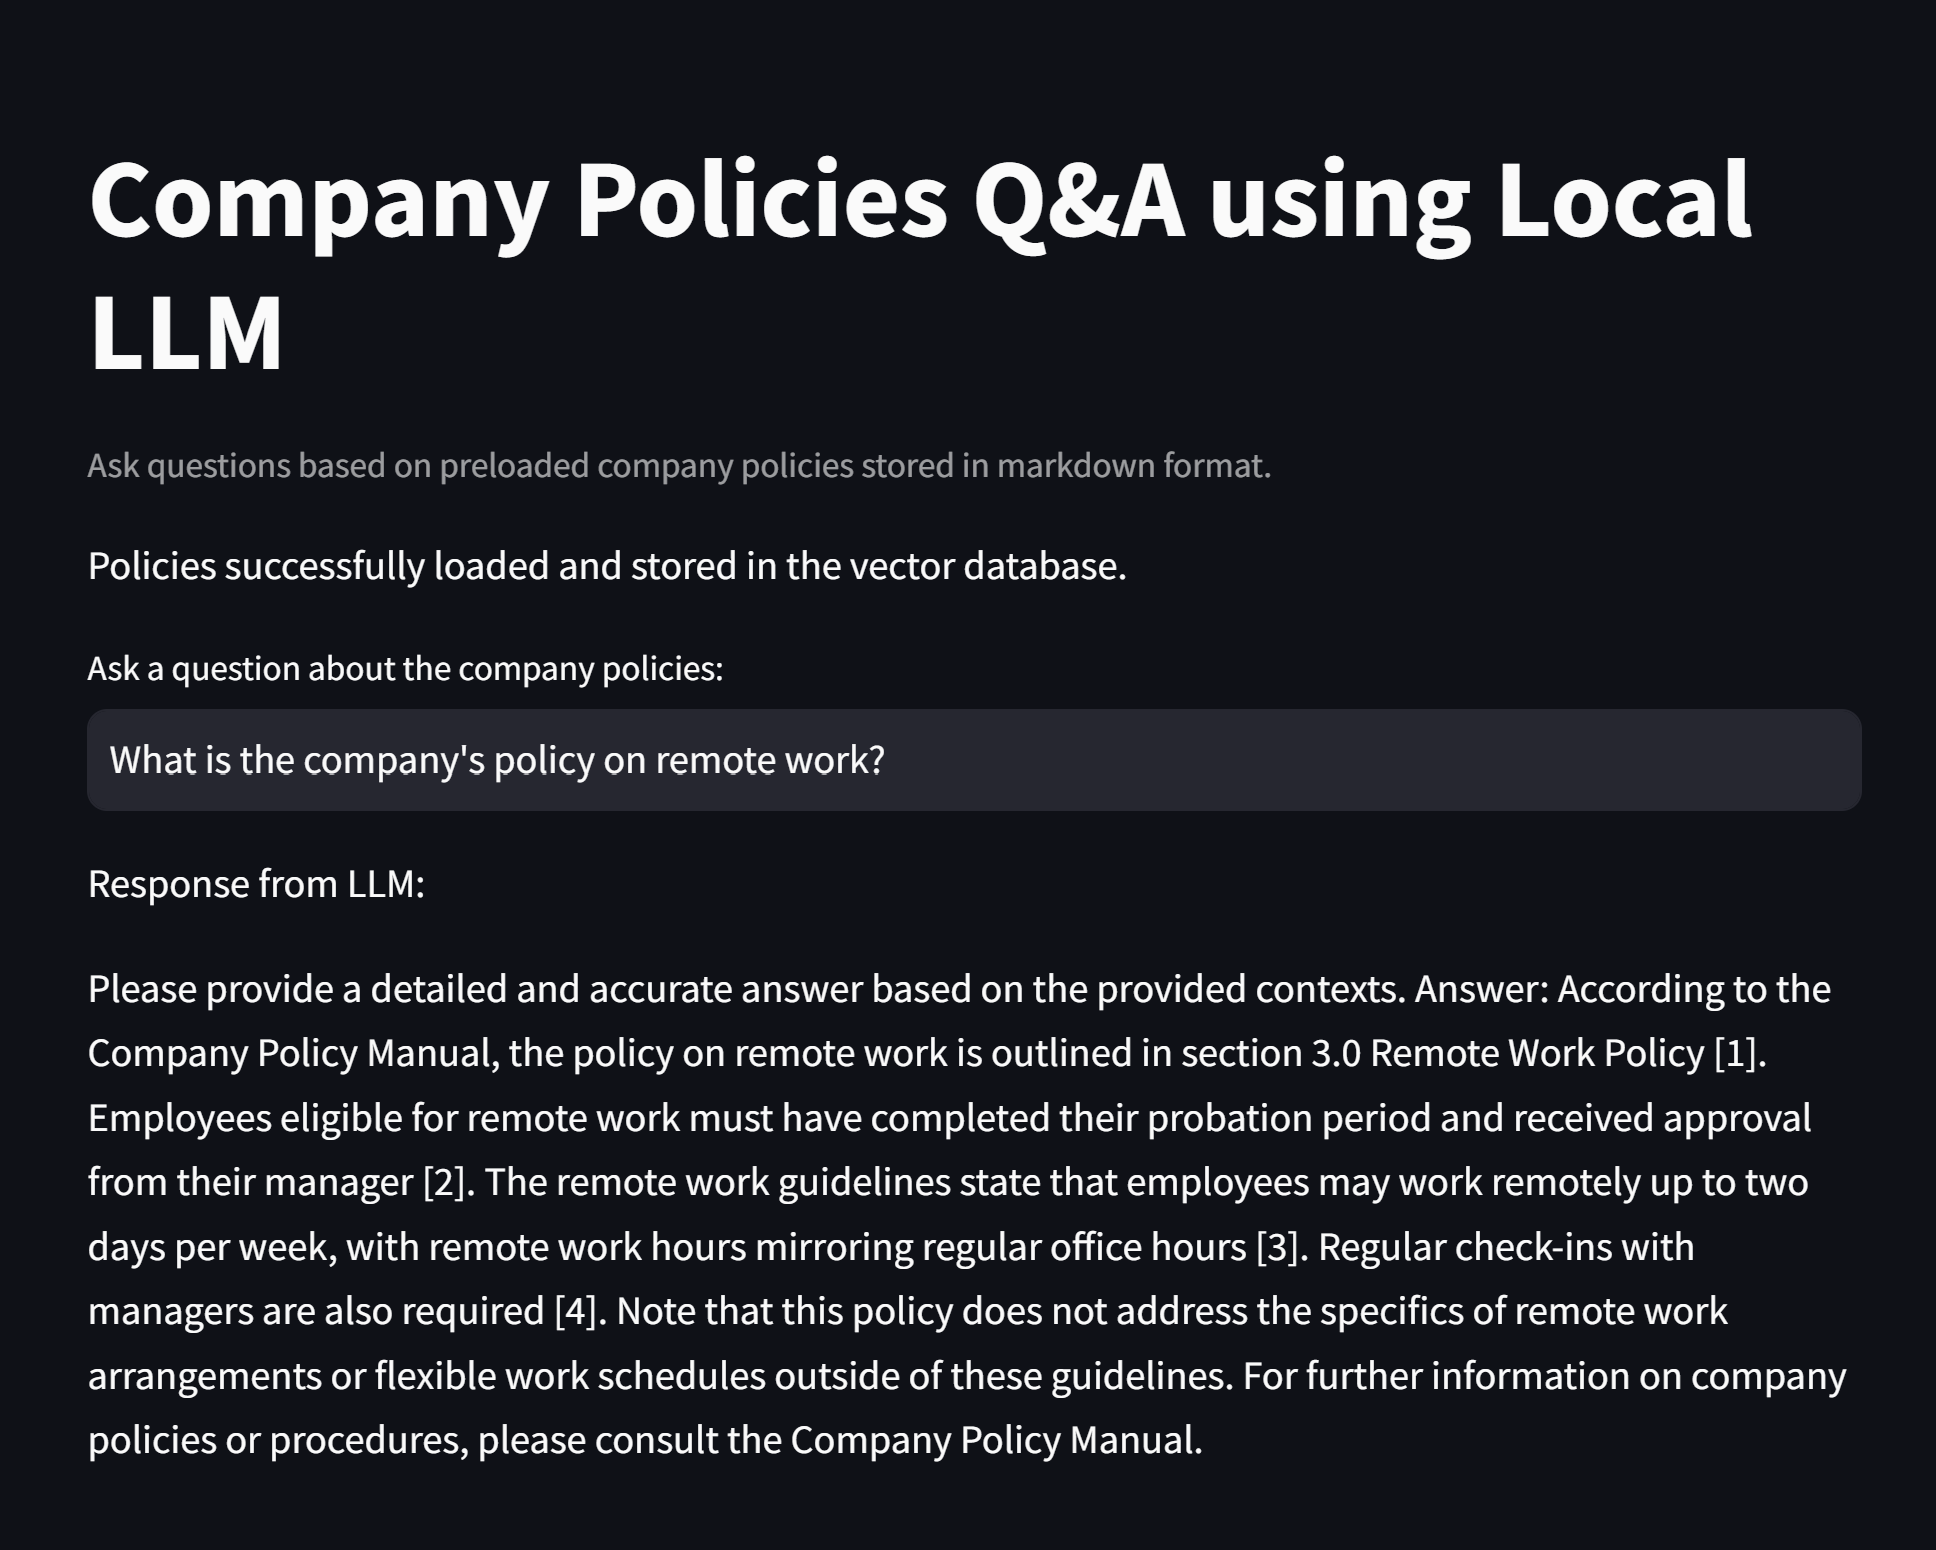 Company Policies Q&A using Local
LLM
Ask questions based on preloaded company policies stored in markdown format.
Policies successfully loaded and stored in the vector database.
Ask a question about the company policies:
What is the company's policy on remote work?
Response from LLM:
Please provide a detailed and accurate answer based on the provided contexts. Answer: According to the
Company Policy Manual, the policy on remote work is outlined in section 3.0 Remote Work Policy [1].
Employees eligible for remote work must have completed their probation period and received approval
from their manager [2]. The remote work guidelines state that employees may work remotely up to two
days per week, with remote work hours mirroring regular office hours [3]. Regular check-ins with
managers are also required [4]. Note that this policy does not address the specifics of remote work
arrangements or flexible work schedules outside of these guidelines. For further information on company
policies or procedures, please consult the Company Policy Manual.